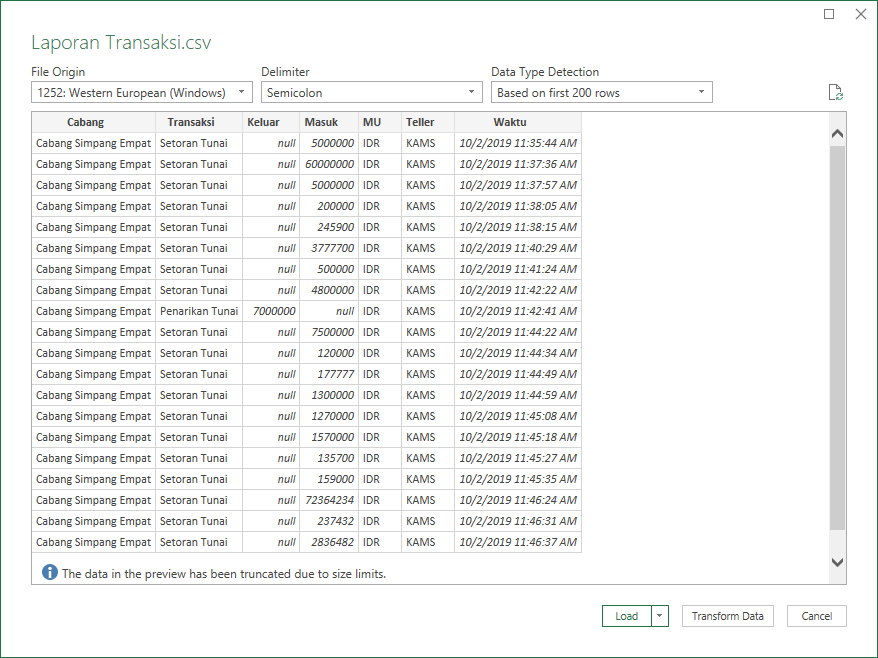 Laporan Transaksi.csv
File Origin Delimiter Data Type Detection
1252: Western European (Windows) Semicolon Based on first 200 rows
Cabang Transaksi Keluar Masuk MU Teller Waktu
Cabang Simpang Empat Setoran Tunai null 5000000 IDR KAMS 10/2/2019 11:35:44 AM
Cabang Simpang Empat Setoran Tunai null 60000000 IDR KAMS 10/2/2019 11:37:36 AM
Cabang Simpang Empat Setoran Tunai null 5000000 IDR KAMS 10/2/2019 11:37:57 AM
Cabang Simpang Empat Setoran Tunai null 200000 IDR KAMS 10/2/2019 11:38:05 AM
Cabang Simpang Empat Setoran Tunai null 245900 IDR KAMS 10/2/2019 11:38:15 AM
Cabang Simpang Empat Setoran Tunai null 3777700 IDR KAMS 10/2/2019 11:40:29 AM
Cabang Simpang Empat Setoran Tunai null 500000 IDR KAMS 10/2/2019 11:41:24 AM
Cabang Simpang Empat Setoran Tunai null 4800000 IDR KAMS 10/2/2019 11:42:22 AM
Cabang Simpang Empat Penarikan Tunai 7000000 null IDR KAMS 10/2/2019 11:42:41 AM
Cabang Simpang Empat Setoran Tunai null 7500000 IDR KAMS 10/2/2019 11:44:22 AM
Cabang Simpang Empat Setoran Tunai null 120000 IDR KAMS 10/2/2019 11:44:34 AM
Cabang Simpang Empat Setoran Tunai null 177777 IDR KAMS 10/2/2019 11:44:49 AM
Cabang Simpang Empat Setoran Tunai null 1300000 IDR KAMS 10/2/2019 11:44:59 AM
Cabang Simpang Empat Setoran Tunai null 1270000 IDR KAMS 10/2/2019 11:45:08 AM
Cabang Simpang Empat Setoran Tunai null 1570000 IDR KAMS 10/2/2019 11:45:18 AM
Cabang Simpang Empat Setoran Tunai null 135700 IDR KAMS 10/2/2019 11:45:27 AM
Cabang Simpang Empat Setoran Tunai null 159000 IDR KAMS 10/2/2019 11:45:35 AM
Cabang Simpang Empat Setoran Tunai null 72364234 IDR KAMS 10/2/2019 11:46:24 AM
Cabang Simpang Empat Setoran Tunai null 237432 IDR KAMS 10/2/2019 11:46:31 AM
Cabang Simpang Empat Setoran Tunai null 2836482 IDR KAMS 10/2/2019 11:46:37 AM
The data in the preview has been truncated due to size limits.
Load Transform Data Cancel